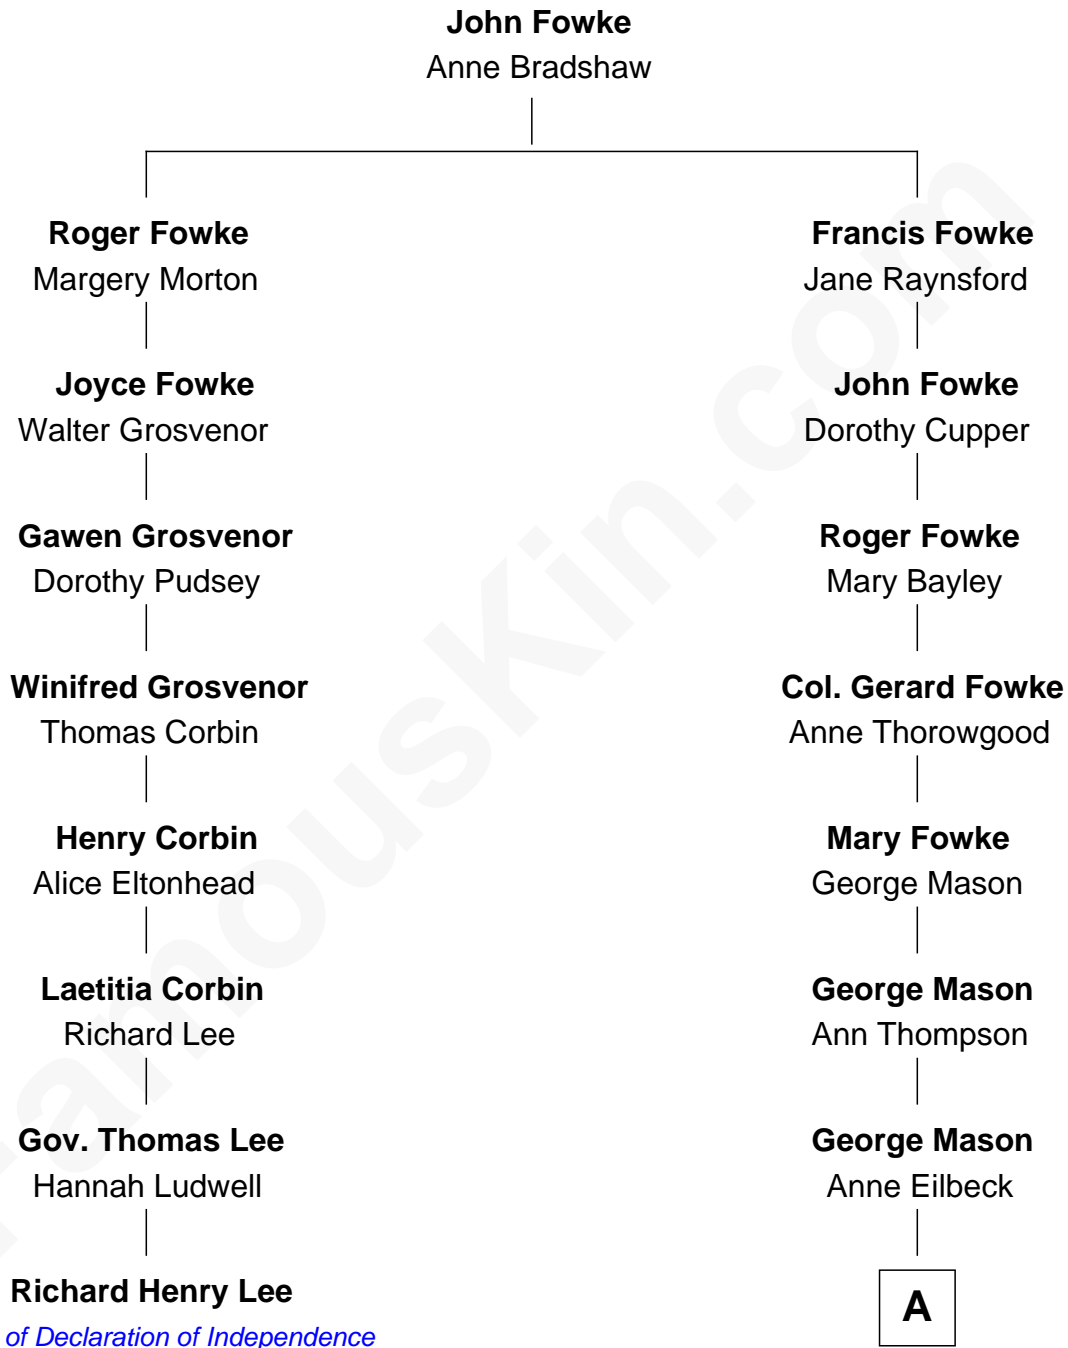 John Fowke
Anne Bradshaw
Roger Fowke
Margery Morton
Francis Fowke
Jane Raynsford
Joyce Fowke
Walter Grosvenor
John Fowke
Dorothy Cupper
Gawen Grosvenor
Dorothy Pudsey
Roger Fowke
Mary Bayley
Winifred Grosvenor
Thomas Corbin
Col. Gerard Fowke
Anne Thorowgood
Henry Corbin
Alice Eltonhead
Mary Fowke
George Mason
Laetitia Corbin
Richard Lee
George Mason
Ann Thompson
Gov. Thomas Lee
Hannah Ludwell
George Mason
Anne Eilbeck
Richard Henry Lee
of Declaration of Independence
A
FamousKin.com